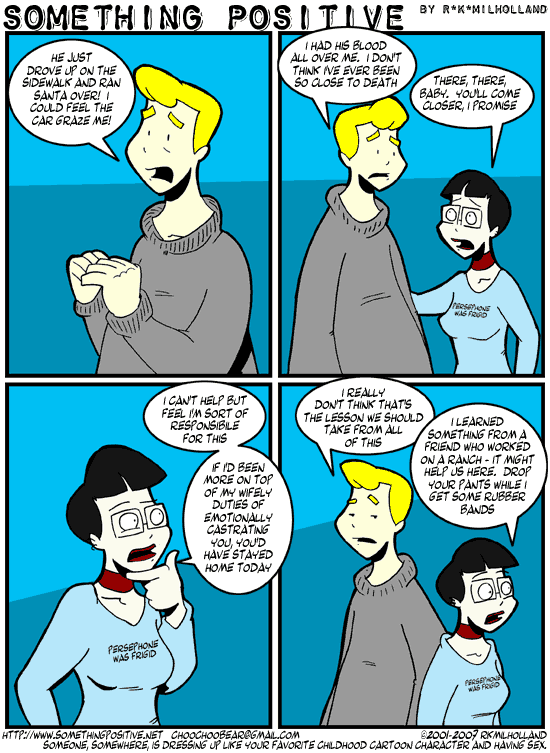 SOMETHING POSITIVE BY R*K*MILHOLLAND
HE JUST
DROVE UP ON THE
SIDEWALK AND RAN
SANTA OVER! I
COULD FEEL THE
CAR GRAZE ME!
I HAD HIS BLOOD
ALL OVER ME. I DON'T
THINK I'VE EVER BEEN
SO CLOSE TO DEATH
THERE, THERE,
BABY. YOU'LL COME
CLOSER, I PROMISE
PERSEPHONE
WAS FRIGID
I CAN'T HELP BUT
FEEL I'M SORT OF
RESPONSIBILE
FOR THIS
IF I'D BEEN
MORE ON TOP
OF MY WIFELY
DUTIES OF
EMOTIONALLY
CASTRATING
YOU, YOU'D
HAVE STAYED
HOME TODAY
PERSEPHONE
WAS FRIGID
I REALLY
DON'T THINK THAT'S
THE LESSON WE SHOULD
TAKE FROM ALL
OF THIS
I LEARNED
SOMETHING FROM A
FRIEND WHO WORKED
ON A RANCH - IT MIGHT
HELP US HERE. DROP
YOUR PANTS WHILE I
GET SOME RUBBER
BANDS
PERSEPHONE
WAS FRIGID
HTTP://WWW.SOMETHINGPOSITIVE.NET CHOOCHOOBEAR@GMAIL.COM ©2001-2009 RKMILHOLLAND
SOMEONE, SOMEWHERE, IS DRESSING UP LIKE YOUR FAVORITE CHILDHOOD CARTOON CHARACTER AND HAVING SEX